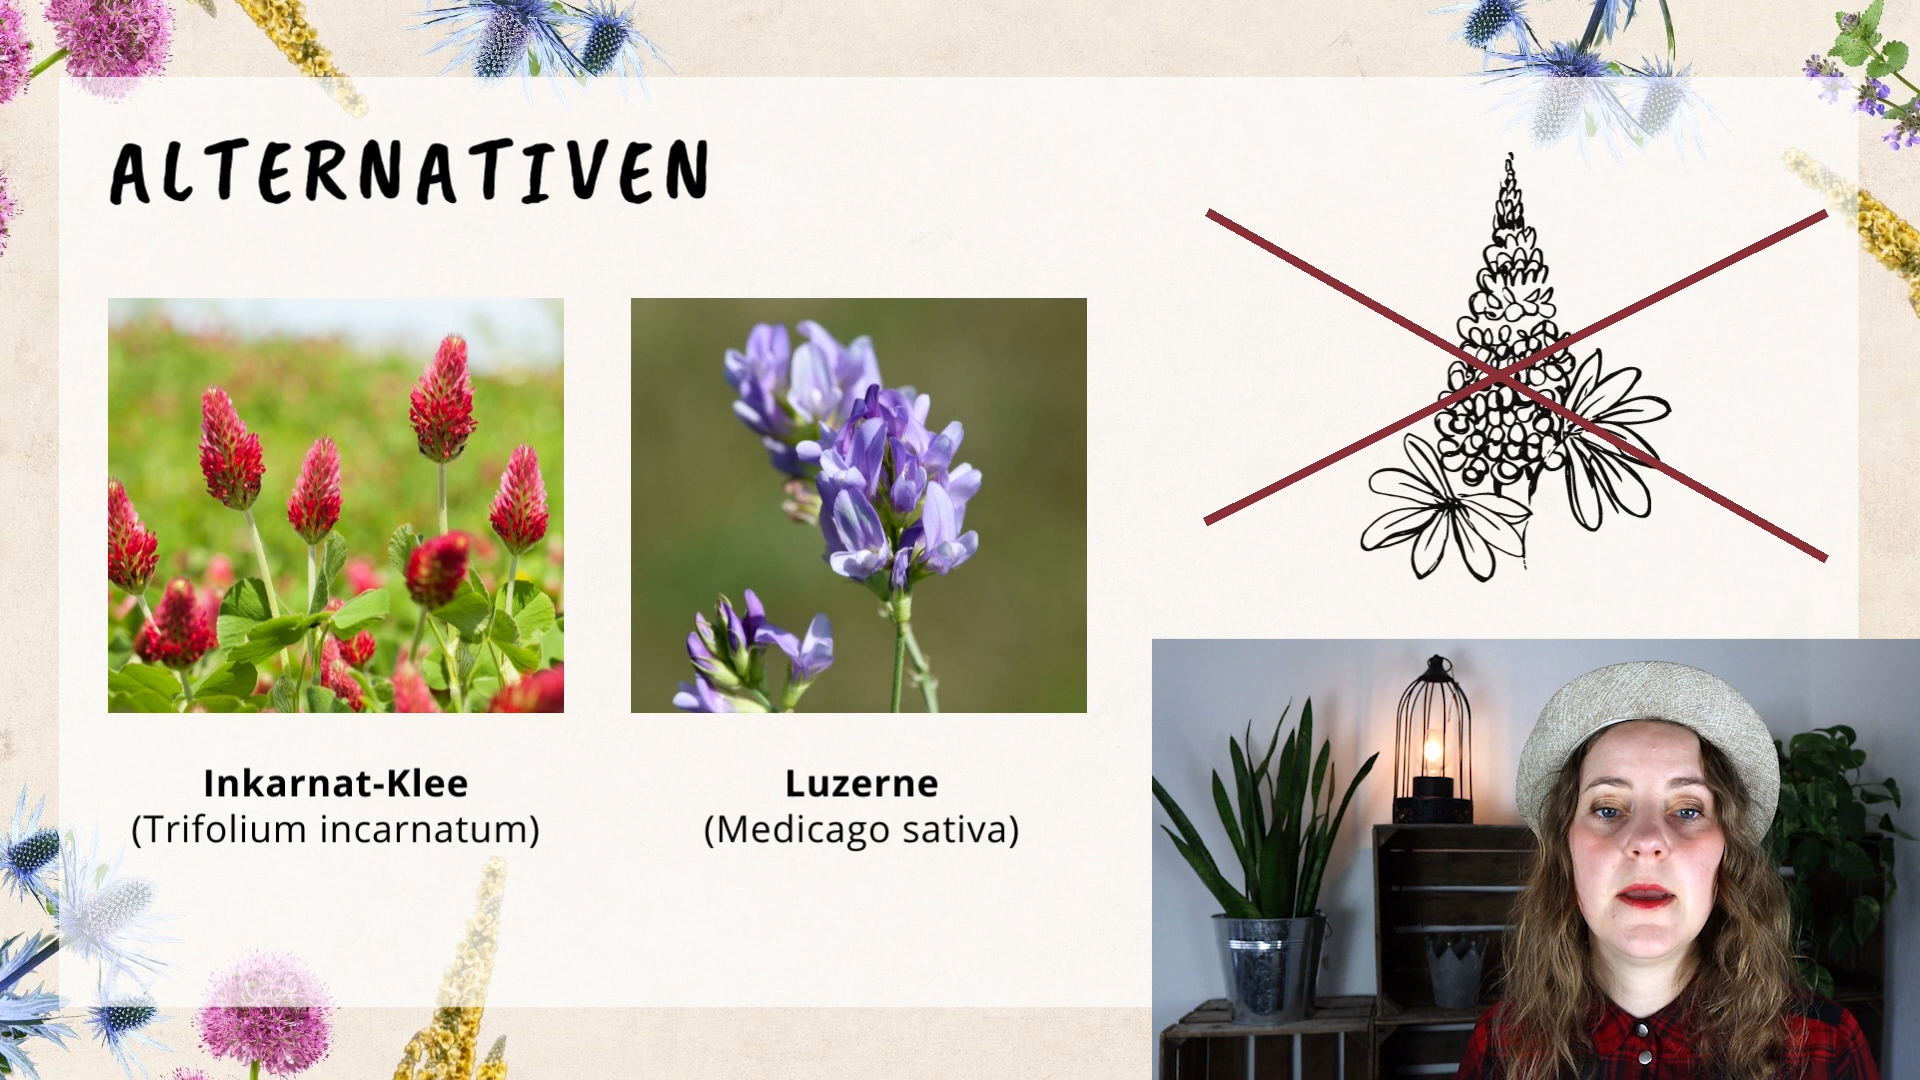 ALTERNATIVEN
Inkarnat-Klee
(Trifolium incarnatum)
Luzerne
(Medicago sativa)